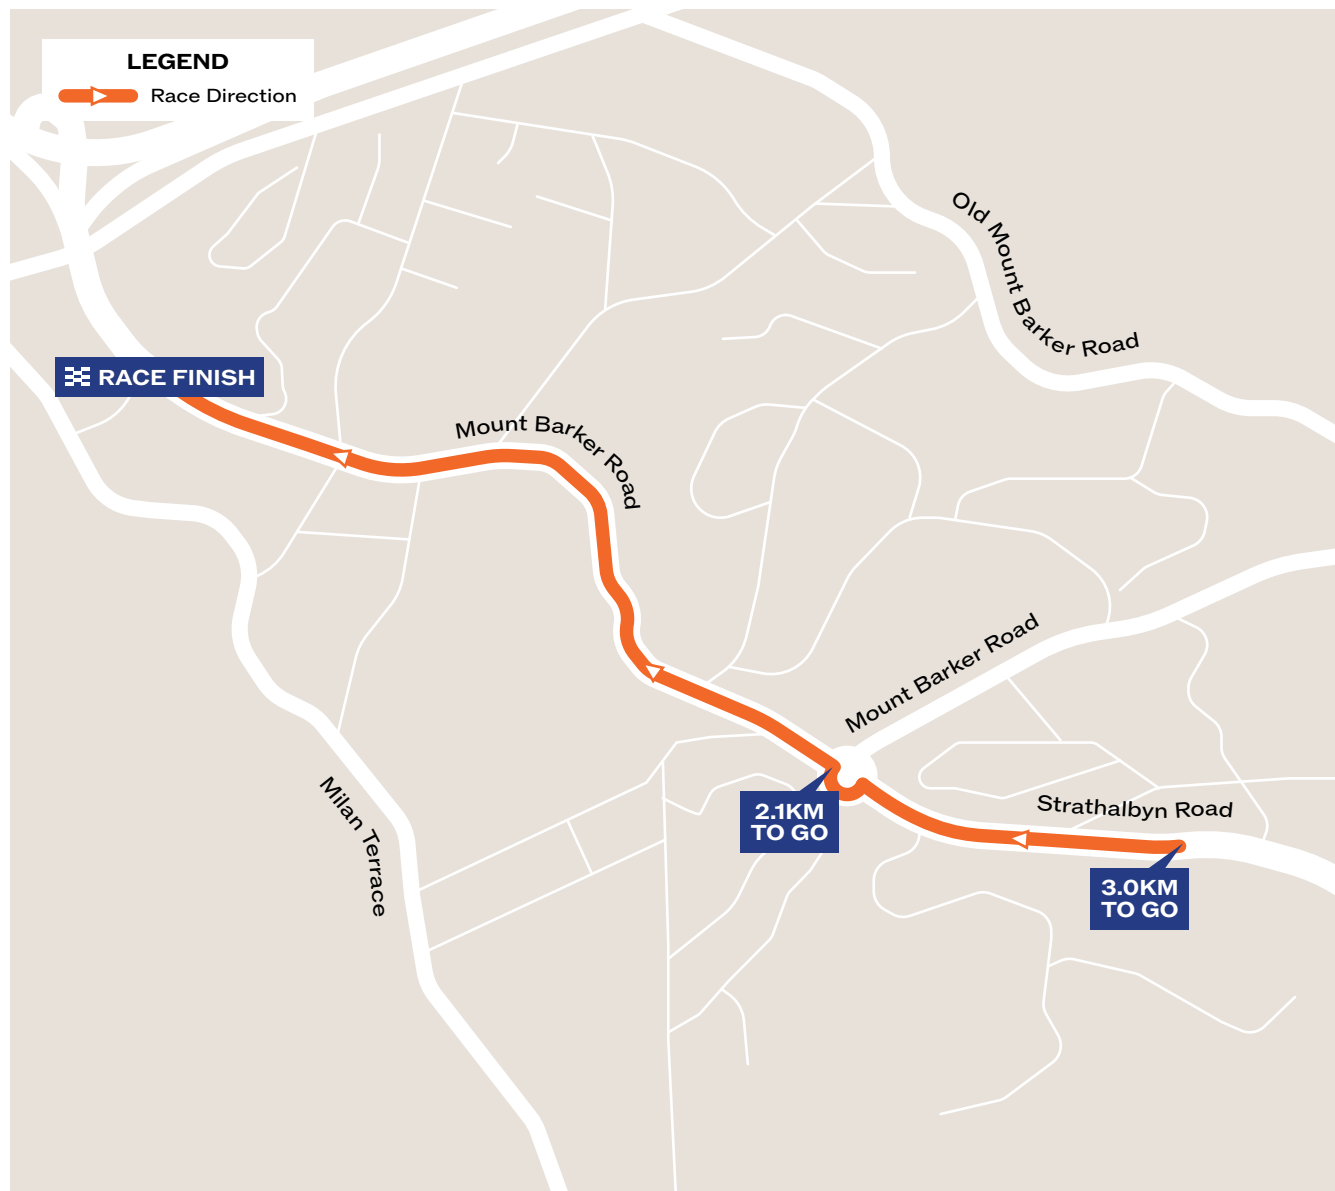 LEGEND
Race Direction
Old Mount Barker Road
RACE FINISH
Mount Barker Road
Mount Barker Road
Milan Terrace
2.1KM
TO GO
Strathalbyn Road
3.0KM
TO GO